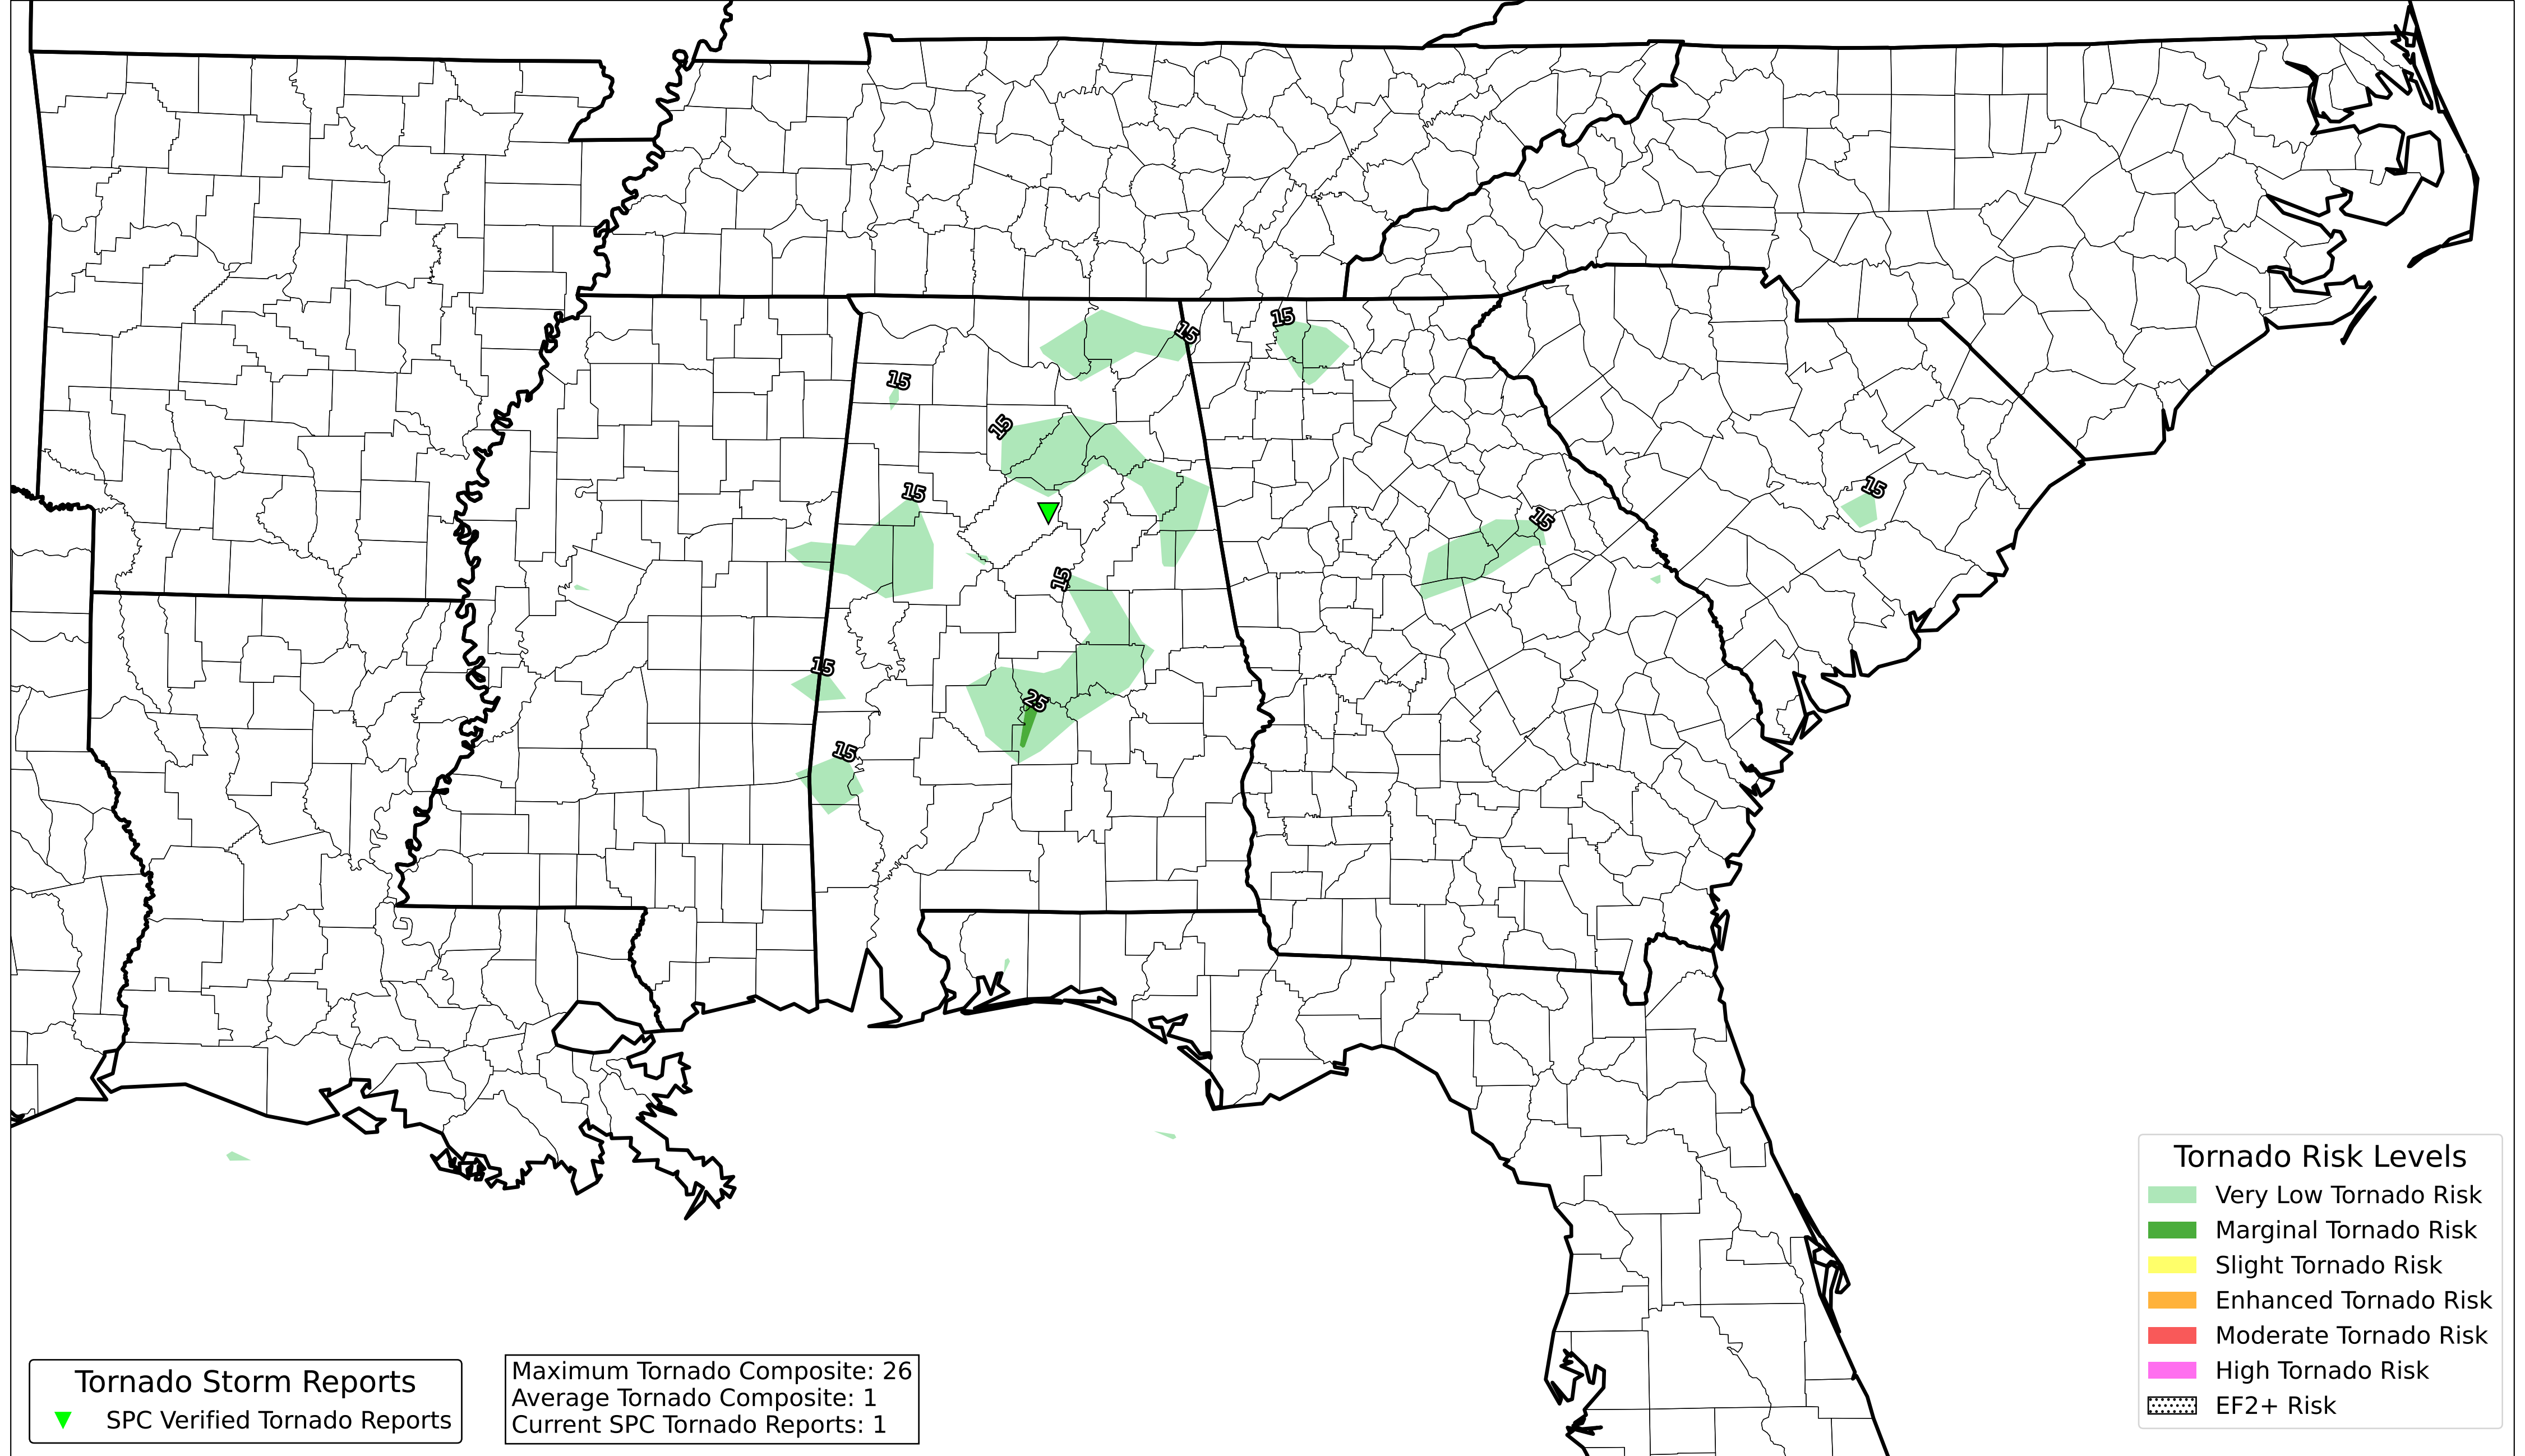 15
15
15
15
15
15
15
15
15
25
15
Tornado Risk Levels
Very Low Tornado Risk
Marginal Tornado Risk
Slight Tornado Risk
Enhanced Tornado Risk
Moderate Tornado Risk
High Tornado Risk
EF2+ Risk
Tornado Storm Reports
SPC Verified Tornado Reports
Maximum Tornado Composite: 26
Average Tornado Composite: 1
Current SPC Tornado Reports: 1